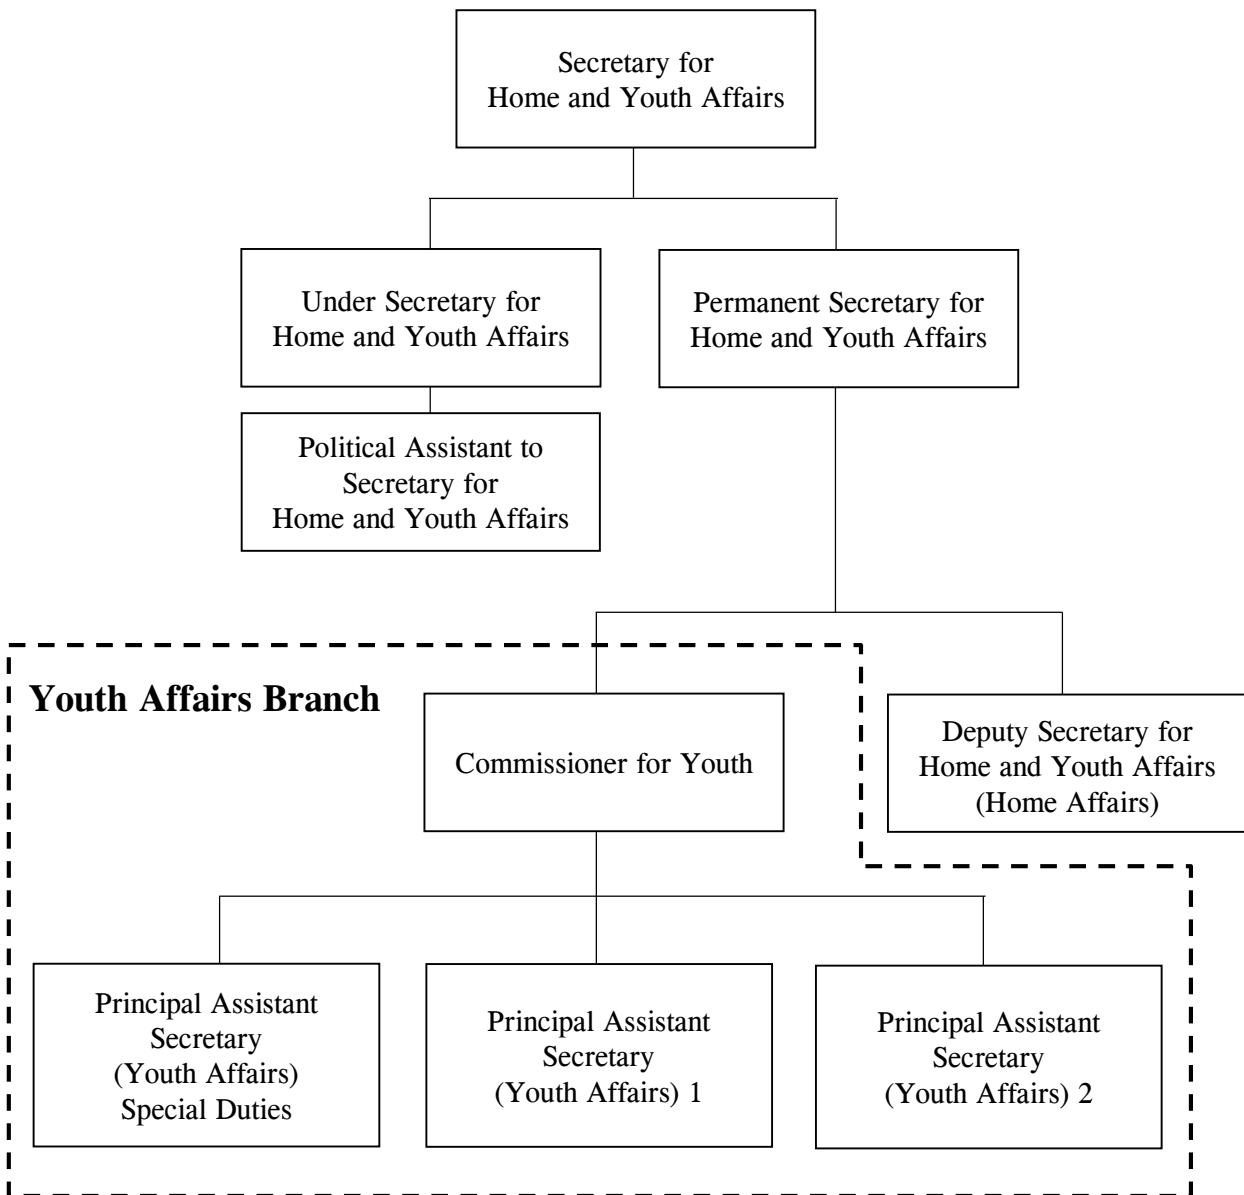 Secretary for
Home and Youth Affairs
Under Secretary for
Home and Youth Affairs
Permanent Secretary for
Home and Youth Affairs
Political Assistant to
Secretary for
Home and Youth Affairs
Youth Affairs Branch
Commissioner for Youth
Deputy Secretary for
Home and Youth Affairs
(Home Affairs)
Principal Assistant
Secretary
(Youth Affairs)
Special Duties
Principal Assistant
Secretary
(Youth Affairs) 1
Principal Assistant
Secretary
(Youth Affairs) 2